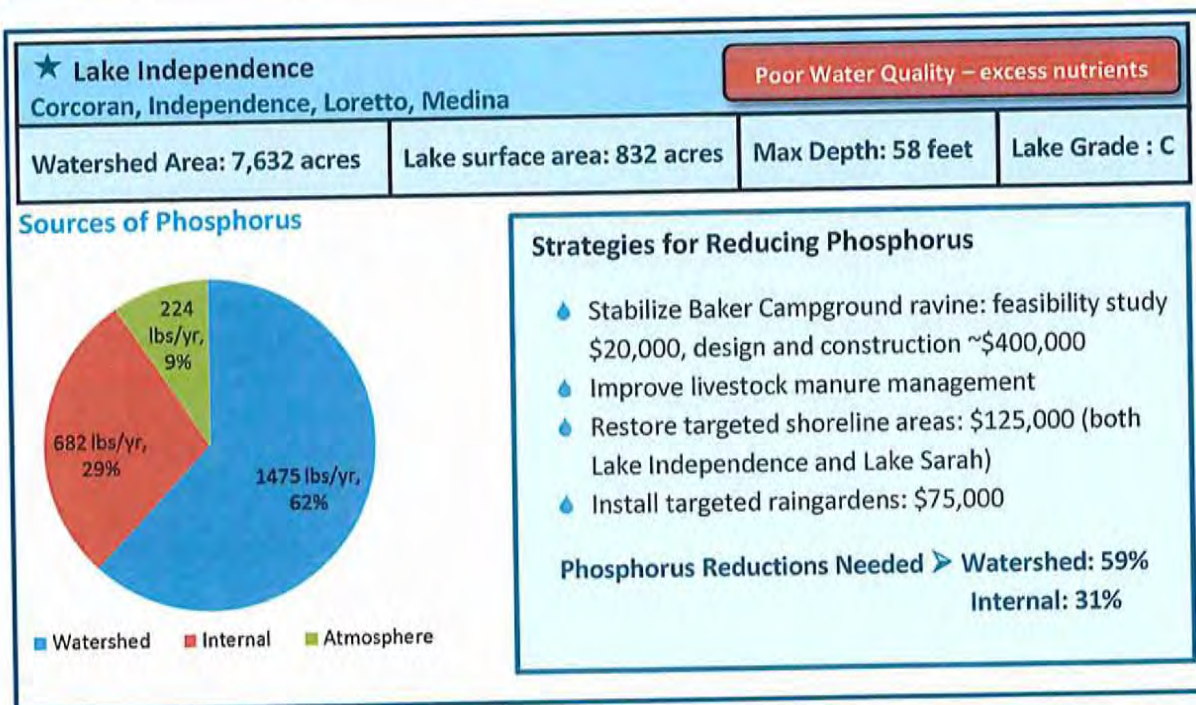 ★ Lake Independence
Corcoran, Independence, Loretto, Medina
Poor Water Quality – excess nutrients
Watershed Area: 7,632 acres
Lake surface area: 832 acres
Max Depth: 58 feet
Lake Grade : C
Sources of Phosphorus
224
lbs/yr,
9%
682 lbs/yr,
29%
1475 lbs/yr,
62%
Watershed
Internal
Atmosphere
Strategies for Reducing Phosphorus
Stabilize Baker Campground ravine: feasibility study
$20,000, design and construction ~$400,000
Improve livestock manure management
Restore targeted shoreline areas: $125,000 (both
Lake Independence and Lake Sarah)
Install targeted raingardens: $75,000
Phosphorus Reductions Needed ➢ Watershed: 59%
Internal: 31%